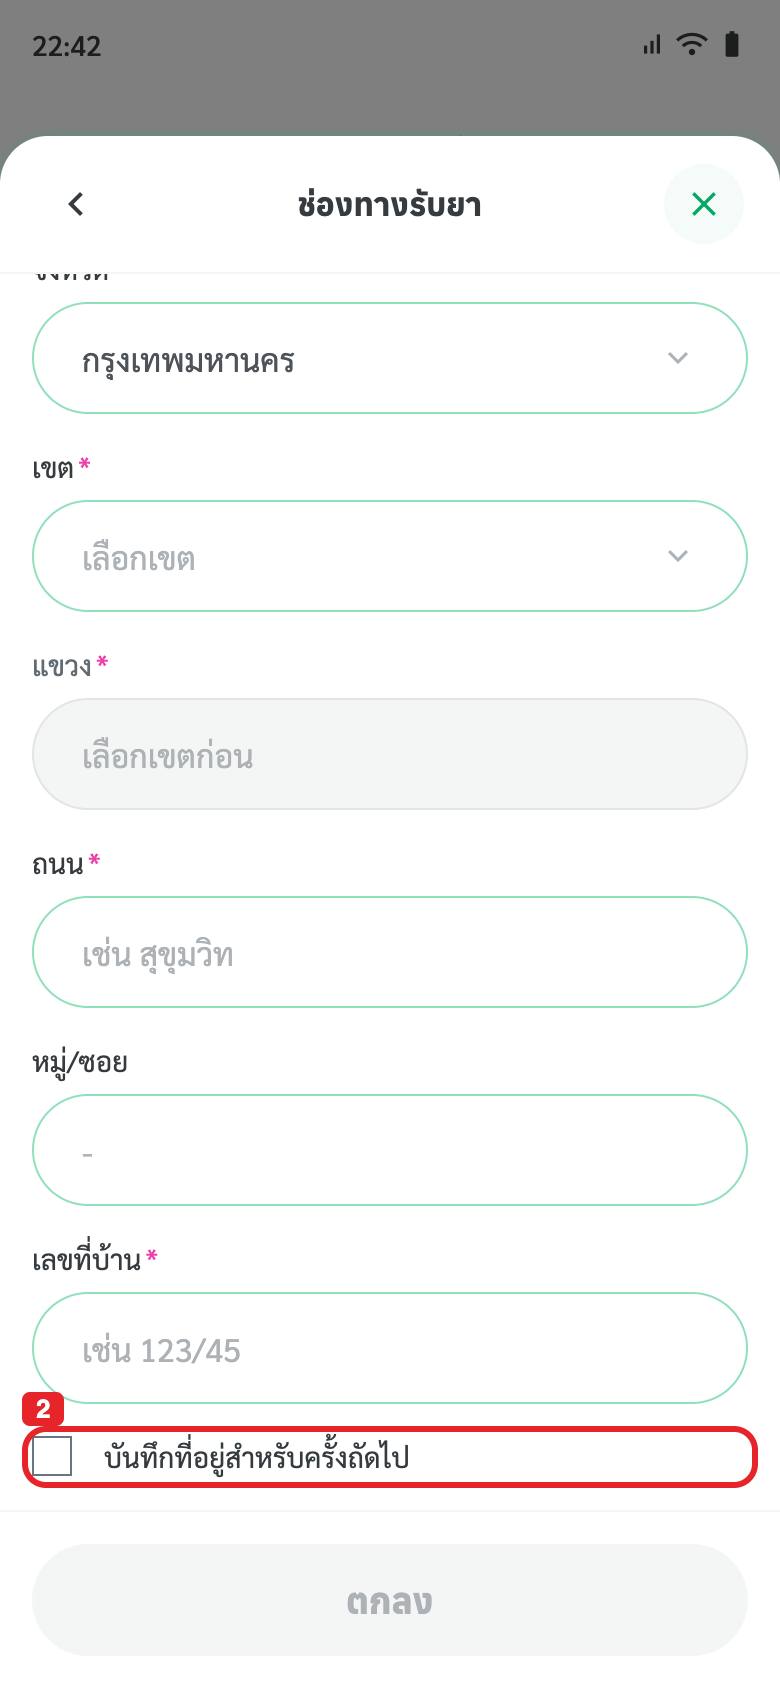 22:42
ช่องทางรับยา
จังหวัด
กรุงเทพมหานคร
เขต *
เลือกเขต
แขวง *
เลือกเขตก่อน
ถนน *
เช่น สุขุมวิท
หมู่/ซอย
-
เลขที่บ้าน *
เช่น 123/45
2
บันทึกที่อยู่สำหรับครั้งถัดไป
ตกลง